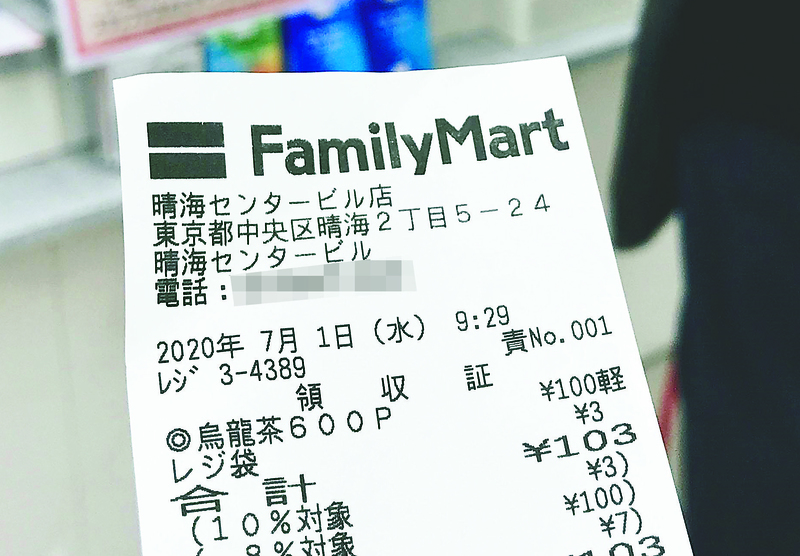 FamilyMart
晴海センタービル店
東京都中央区晴海2丁目5-24
晴海センタービル
電話:
2020年 7月 1日(水) 9:29
レジ 3-4389 責No.001
領 収 証
◎烏龍茶600P ¥100軽
レジ袋 ¥3
合 計 ¥103
(10%対象 ¥3)
( 8%対象 ¥100)
¥7)